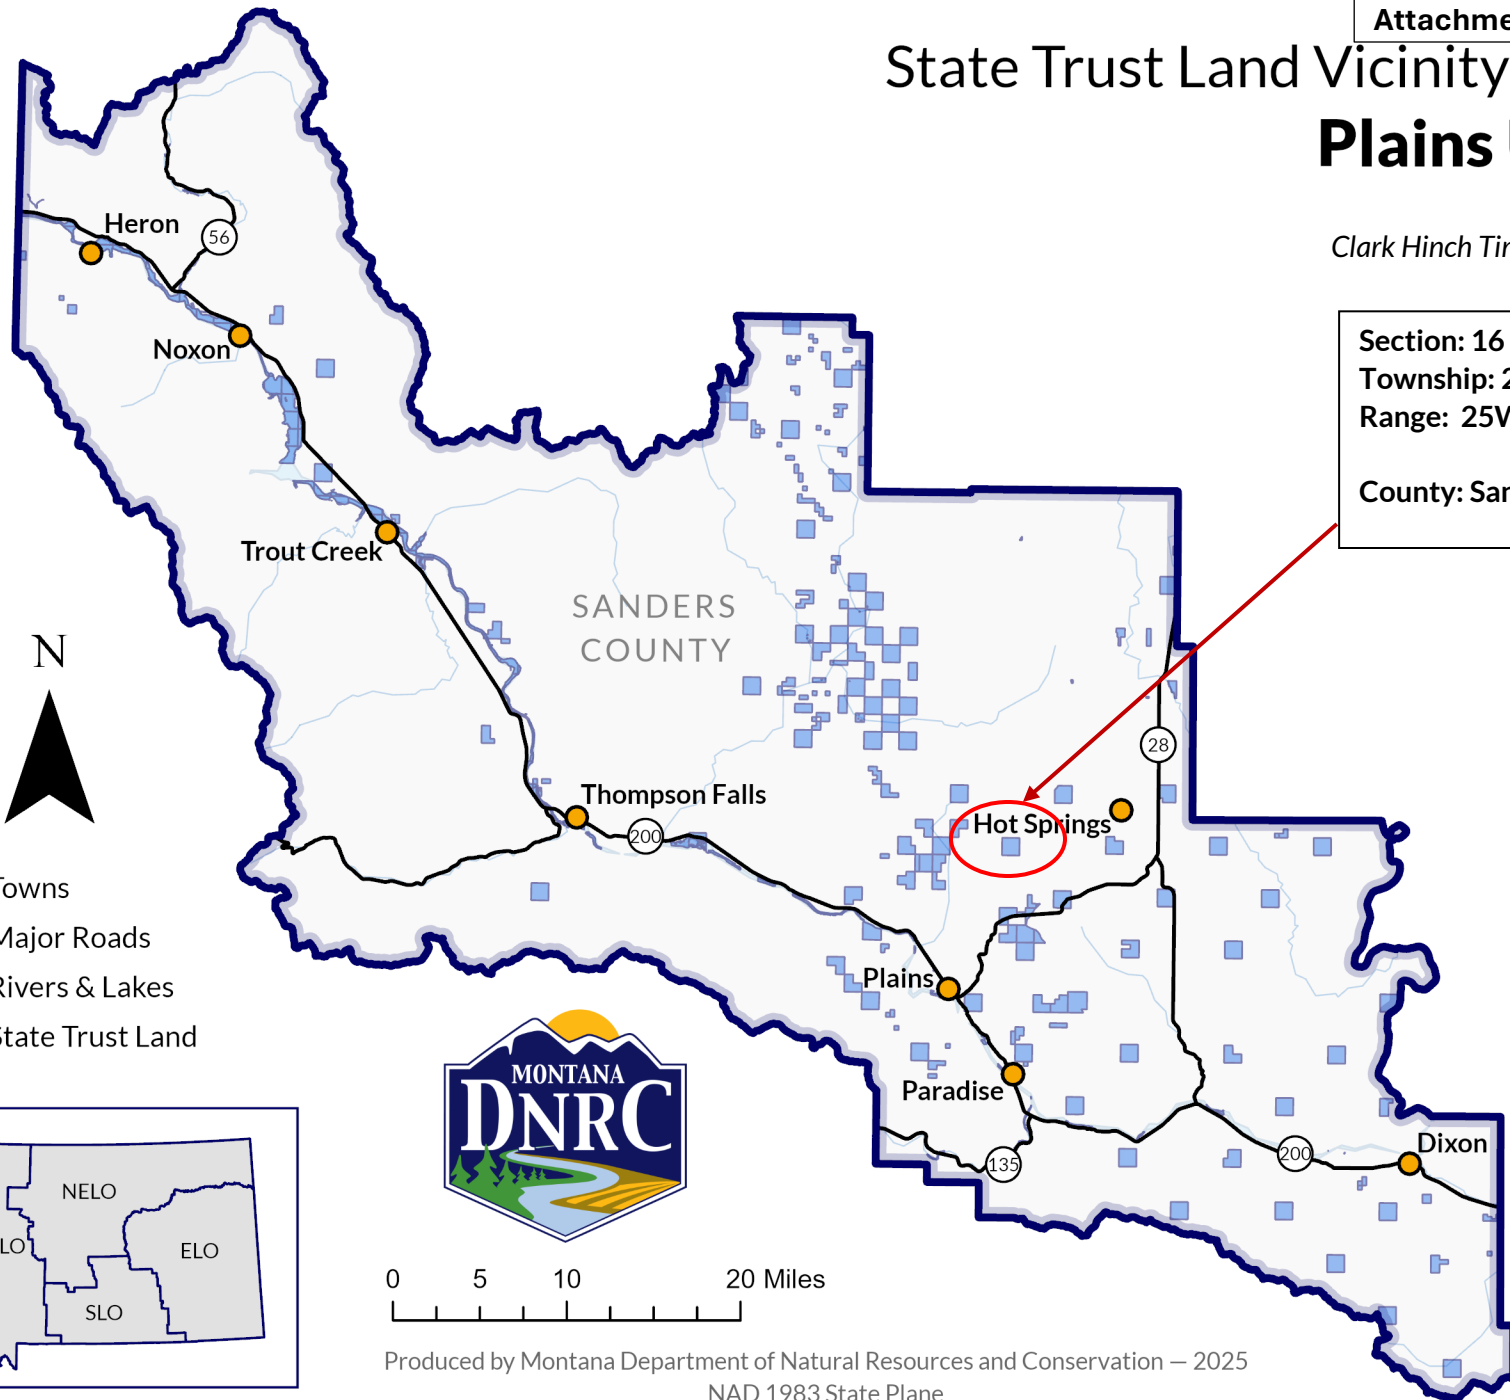 Attachme
State Trust Land Vicinity
Plains
Clark Hinch Tim
Section: 16
Township: 2
Range: 25W
County: San
Heron
56
Noxon
Trout Creek
SANDERS
COUNTY
N
28
Thompson Falls
200
Hot Springs
Towns
Major Roads
Rivers & Lakes
State Trust Land
Plains
Paradise
MONTANA
DNRC
135
200
Dixon
NELO
LO
ELO
SLO
0 5 10 20 Miles
Produced by Montana Department of Natural Resources and Conservation — 2025
NAD 1983 State Plane